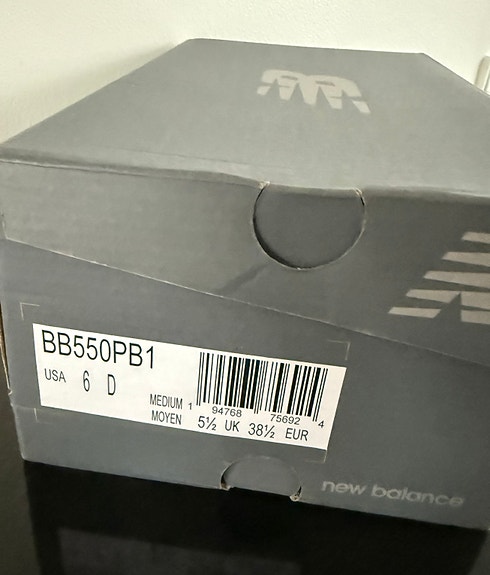 BB550PB1
USA 6 D
MEDIUM
MOYEN 5½ UK 38½ EUR
1 94768 75692 4
new balance